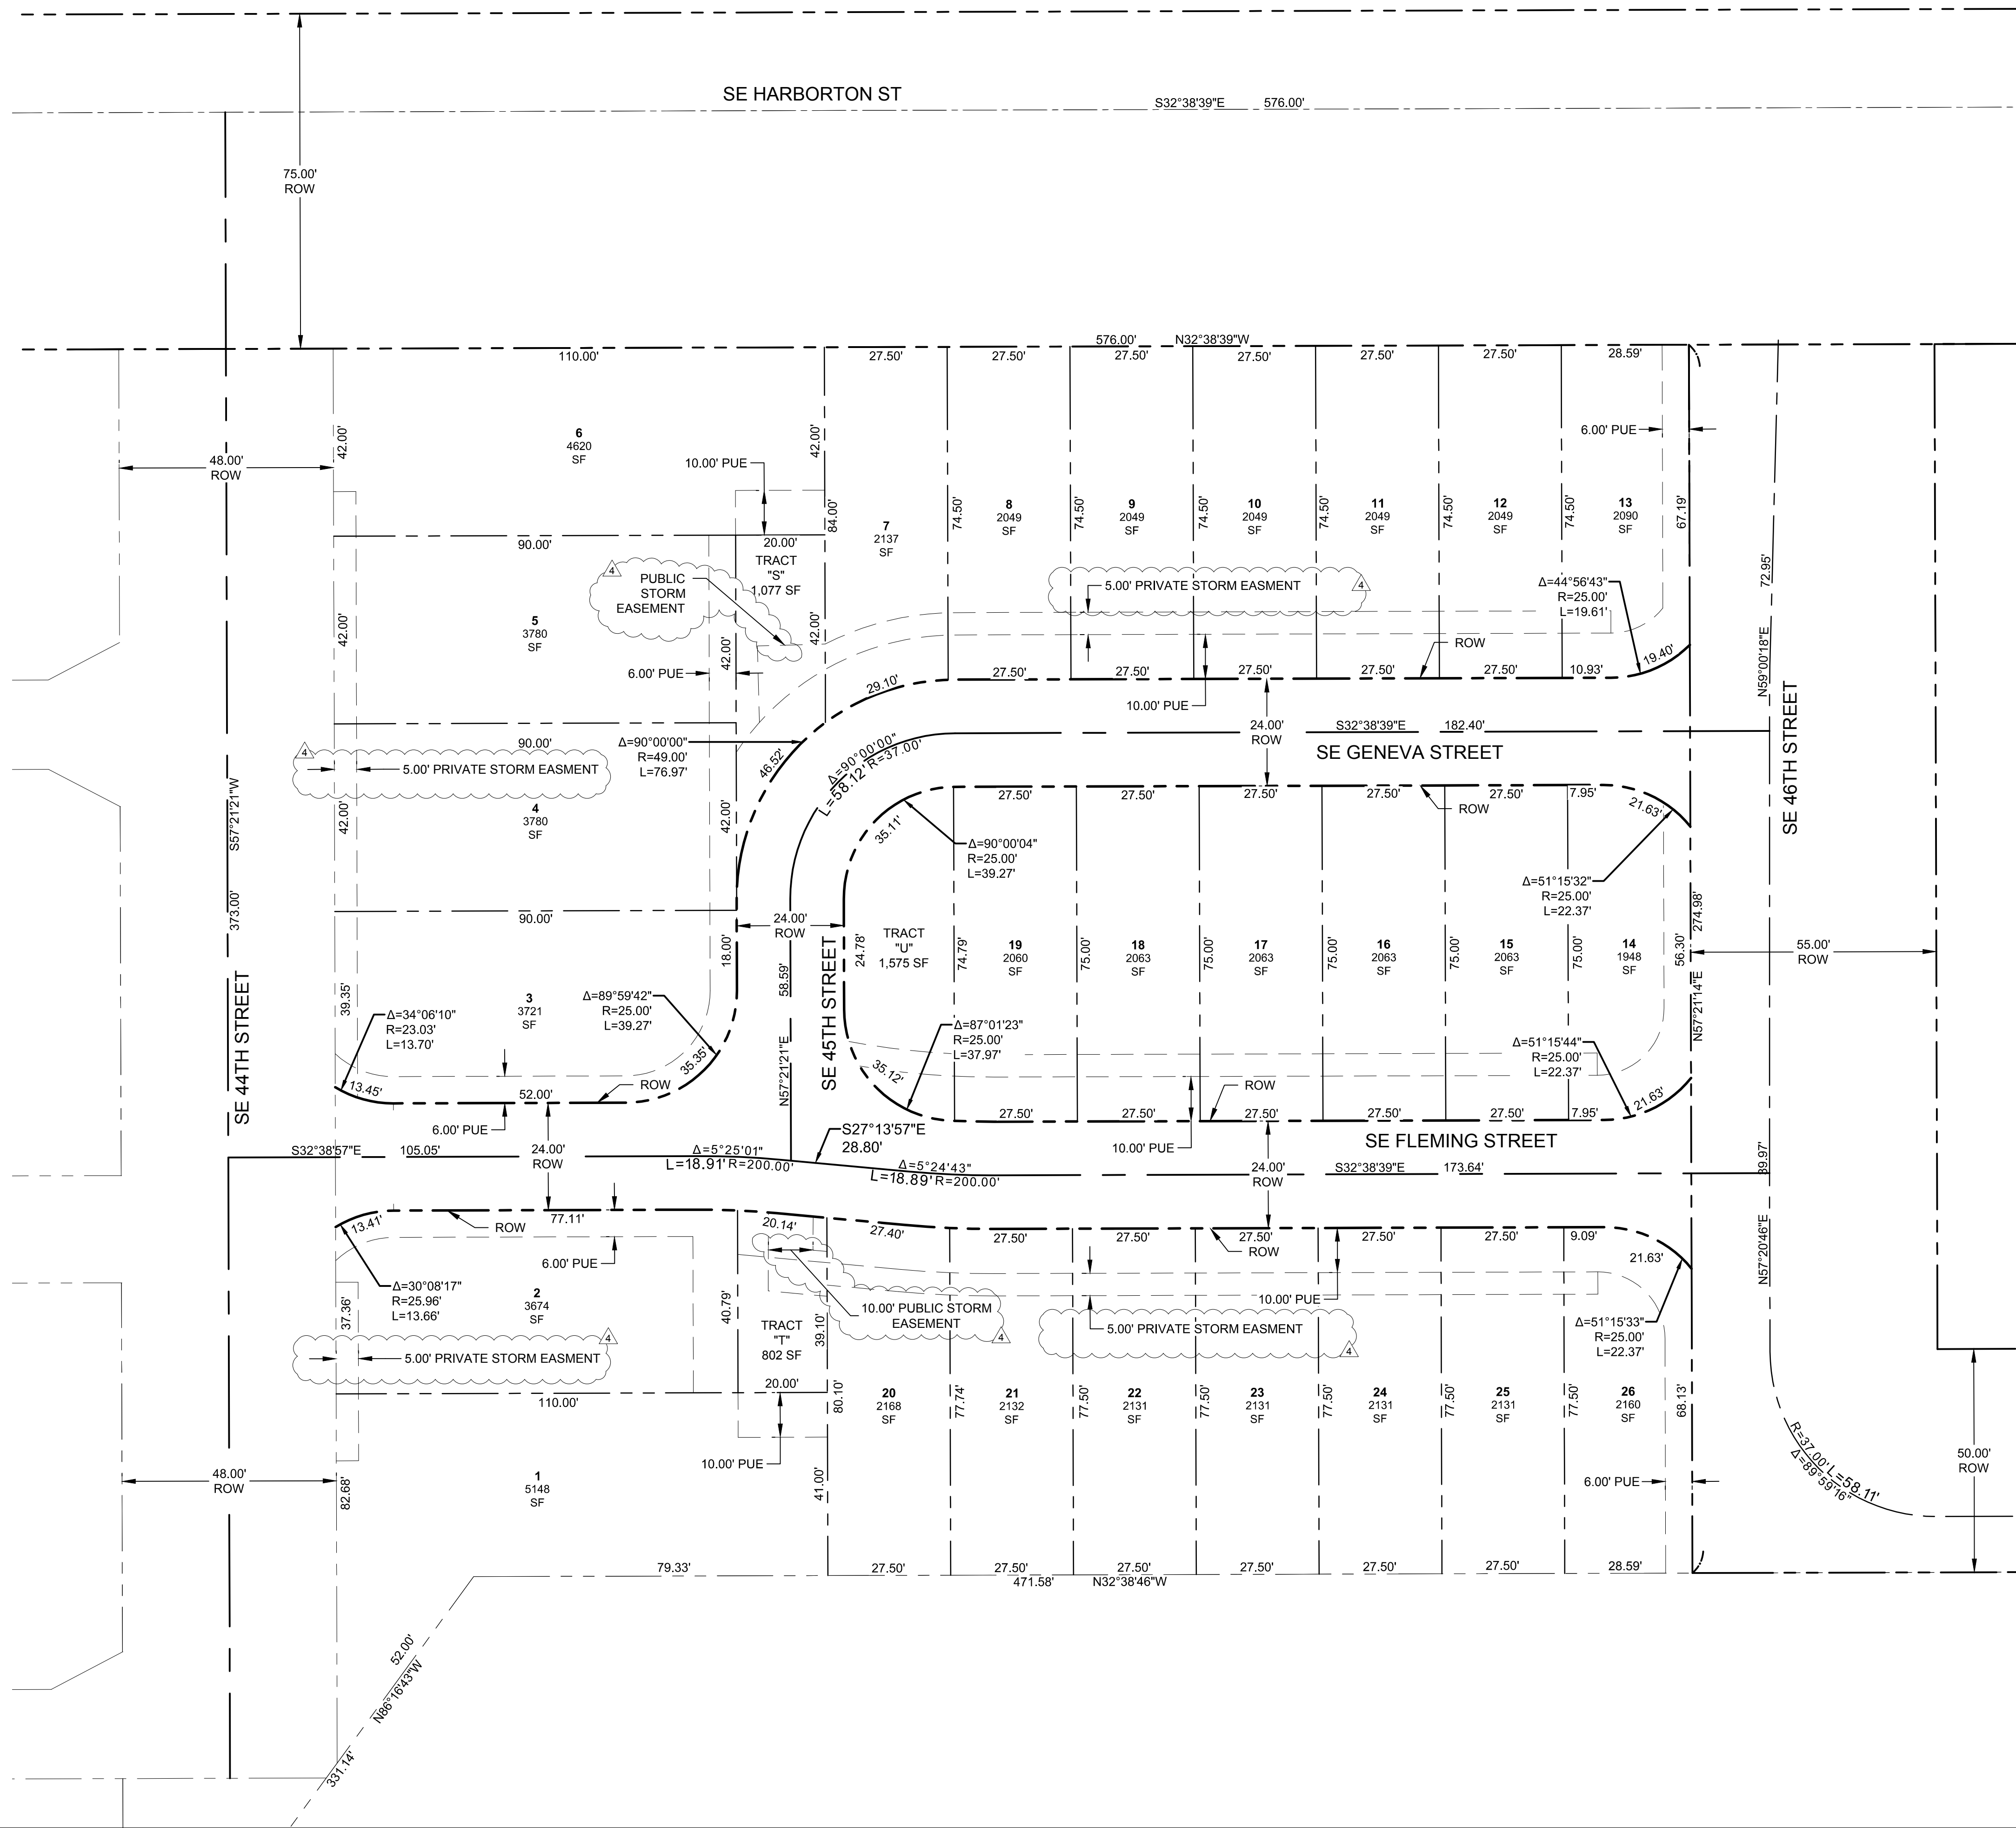 SE HARBORTON ST
S32°38'39"E 576.00'
75.00'
ROW
576.00' N32°38'39"W
110.00'
27.50'
27.50'
27.50'
27.50'
27.50'
27.50'
28.59'
6
4620
SF
42.00'
42.00'
48.00'
ROW
10.00' PUE
6.00' PUE
84.00'
7
2137
SF
74.50'
8
2049
SF
74.50'
9
2049
SF
74.50'
10
2049
SF
74.50'
11
2049
SF
74.50'
12
2049
SF
74.50'
13
2090
SF
67.19'
90.00'
20.00'
TRACT
"S"
1,077 SF
4
PUBLIC
STORM
EASEMENT
5.00' PRIVATE STORM EASMENT
4
Δ=44°56'43"
R=25.00'
L=19.61'
72.95'
N59°00'18"E
5
3780
SF
42.00'
42.00'
42.00'
6.00' PUE
29.10'
27.50'
27.50'
27.50'
27.50'
27.50'
10.93'
19.40'
ROW
10.00' PUE
24.00'
ROW
S32°38'39"E 182.40'
SE GENEVA STREET
SE 46TH STREET
90.00'
4
5.00' PRIVATE STORM EASMENT
Δ=90°00'00"
R=49.00'
L=76.97'
46.52'
Δ=90°00'00"
L=58.12' R=37.00'
S57°21'21"W
373.00'
4
3780
SF
42.00'
42.00'
35.11'
27.50'
27.50'
27.50'
27.50'
27.50'
7.95'
21.63'
ROW
Δ=90°00'04"
R=25.00'
L=39.27'
Δ=51°15'32"
R=25.00'
L=22.37'
274.98'
90.00'
24.00'
ROW
18.00'
58.59'
24.78'
SE 45TH STREET
TRACT
"U"
1,575 SF
74.79'
19
2060
SF
75.00'
18
2063
SF
75.00'
17
2063
SF
75.00'
16
2063
SF
75.00'
15
2063
SF
75.00'
14
1948
SF
56.30'
N57°21'14"E
55.00'
ROW
SE 44TH STREET
39.35'
3
3721
SF
Δ=34°06'10"
R=23.03'
L=13.70'
Δ=89°59'42"
R=25.00'
L=39.27'
N57°21'21"E
Δ=87°01'23"
R=25.00'
L=37.97'
Δ=51°15'44"
R=25.00'
L=22.37'
13.45'
52.00'
35.35'
ROW
35.12'
ROW
27.50'
27.50'
27.50'
27.50'
27.50'
7.95'
21.63'
6.00' PUE
24.00'
ROW
S27°13'57"E
28.80'
10.00' PUE
SE FLEMING STREET
S32°38'57"E 105.05'
Δ=5°25'01"
L=18.91' R=200.00'
Δ=5°24'43"
L=18.89' R=200.00'
24.00'
ROW
S32°38'39"E 173.64'
39.97'
N57°20'46"E
13.41'
ROW
77.11'
20.14'
27.40'
27.50'
27.50'
27.50'
27.50'
27.50'
9.09'
21.63'
ROW
6.00' PUE
Δ=30°08'17"
R=25.96'
L=13.66'
37.36'
2
3674
SF
40.79'
39.10'
TRACT
"T"
802 SF
10.00' PUBLIC STORM
EASEMENT
4
10.00' PUE
5.00' PRIVATE STORM EASMENT
4
Δ=51°15'33"
R=25.00'
L=22.37'
4
5.00' PRIVATE STORM EASMENT
110.00'
20.00'
80.10'
20
2168
SF
77.74'
21
2132
SF
77.50'
22
2131
SF
77.50'
23
2131
SF
77.50'
24
2131
SF
77.50'
25
2131
SF
77.50'
26
2160
SF
68.13'
R=37.00' L=58.11'
Δ=89°59'16"
50.00'
ROW
48.00'
ROW
82.68'
1
5148
SF
10.00' PUE
41.00'
6.00' PUE
79.33'
27.50'
27.50'
27.50'
27.50'
27.50'
27.50'
28.59'
471.58' N32°38'46"W
52.00'
N86°16'43"W
331.14'